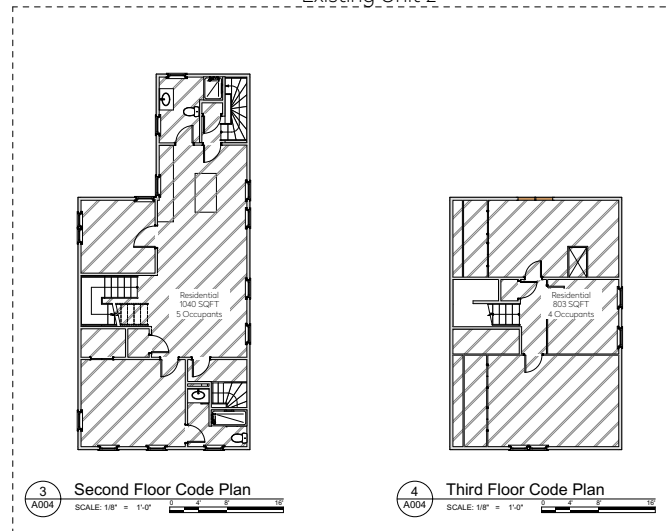 Existing Unit 2
Residential
1040 SQFT
5 Occupants
Residential
803 SQFT
4 Occupants
3
A004
Second Floor Code Plan
SCALE: 1/8" = 1'-0"
0 4' 8' 16'
4
A004
Third Floor Code Plan
SCALE: 1/8" = 1'-0"
0 4' 8' 16'